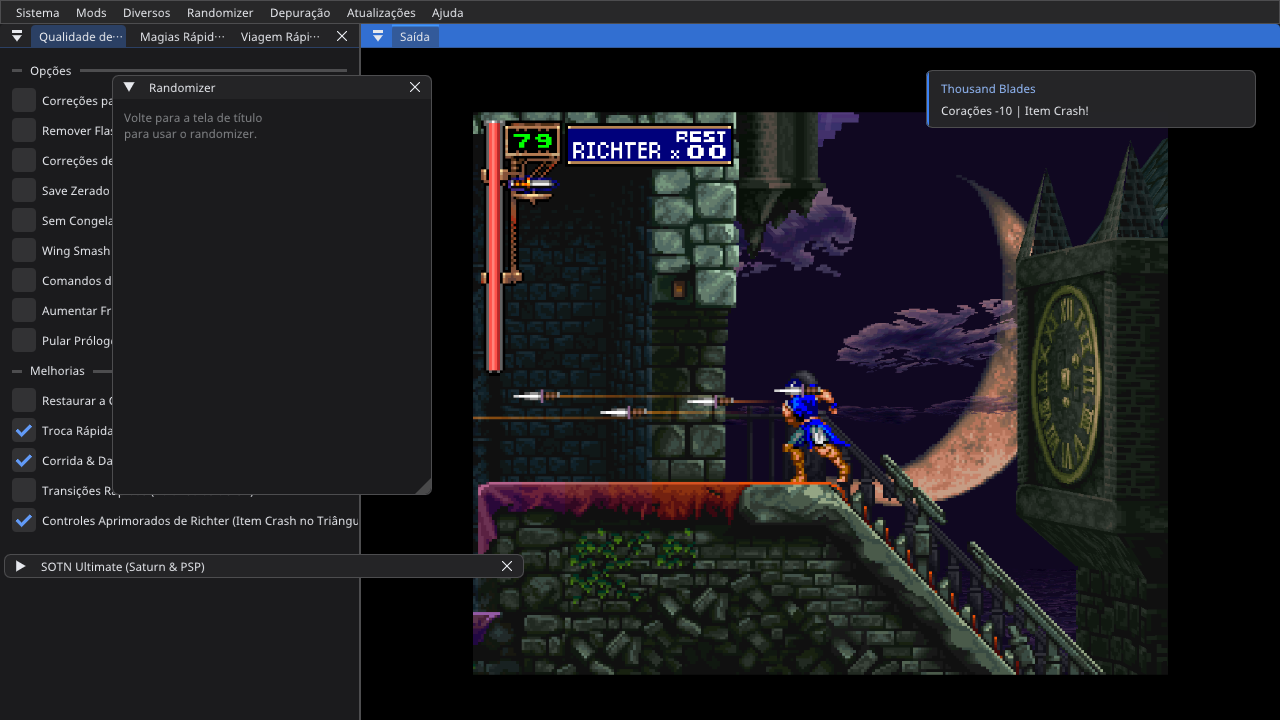 Sistema Mods Diversos Randomizer Depuração Atualizações Ajuda
Qualidade de··· Magias Rápid··· Viagem Rápi···
Saída
Opções
Correções pa
Remover Flas
Correções de
Save Zerado
Sem Congela
Wing Smash
Comandos d
Aumentar Fr
Pular Prólog
Melhorias
Restaurar a
Troca Rápida
Corrida & Da
Transições
Controles Aprimorados de Richter (Item Crash no Triângu
Randomizer
Volte para a tela de título
para usar o randomizer.
SOTN Ultimate (Saturn & PSP)
Thousand Blades
Corações -10 | Item Crash!
79
REST
RICHTER x 00